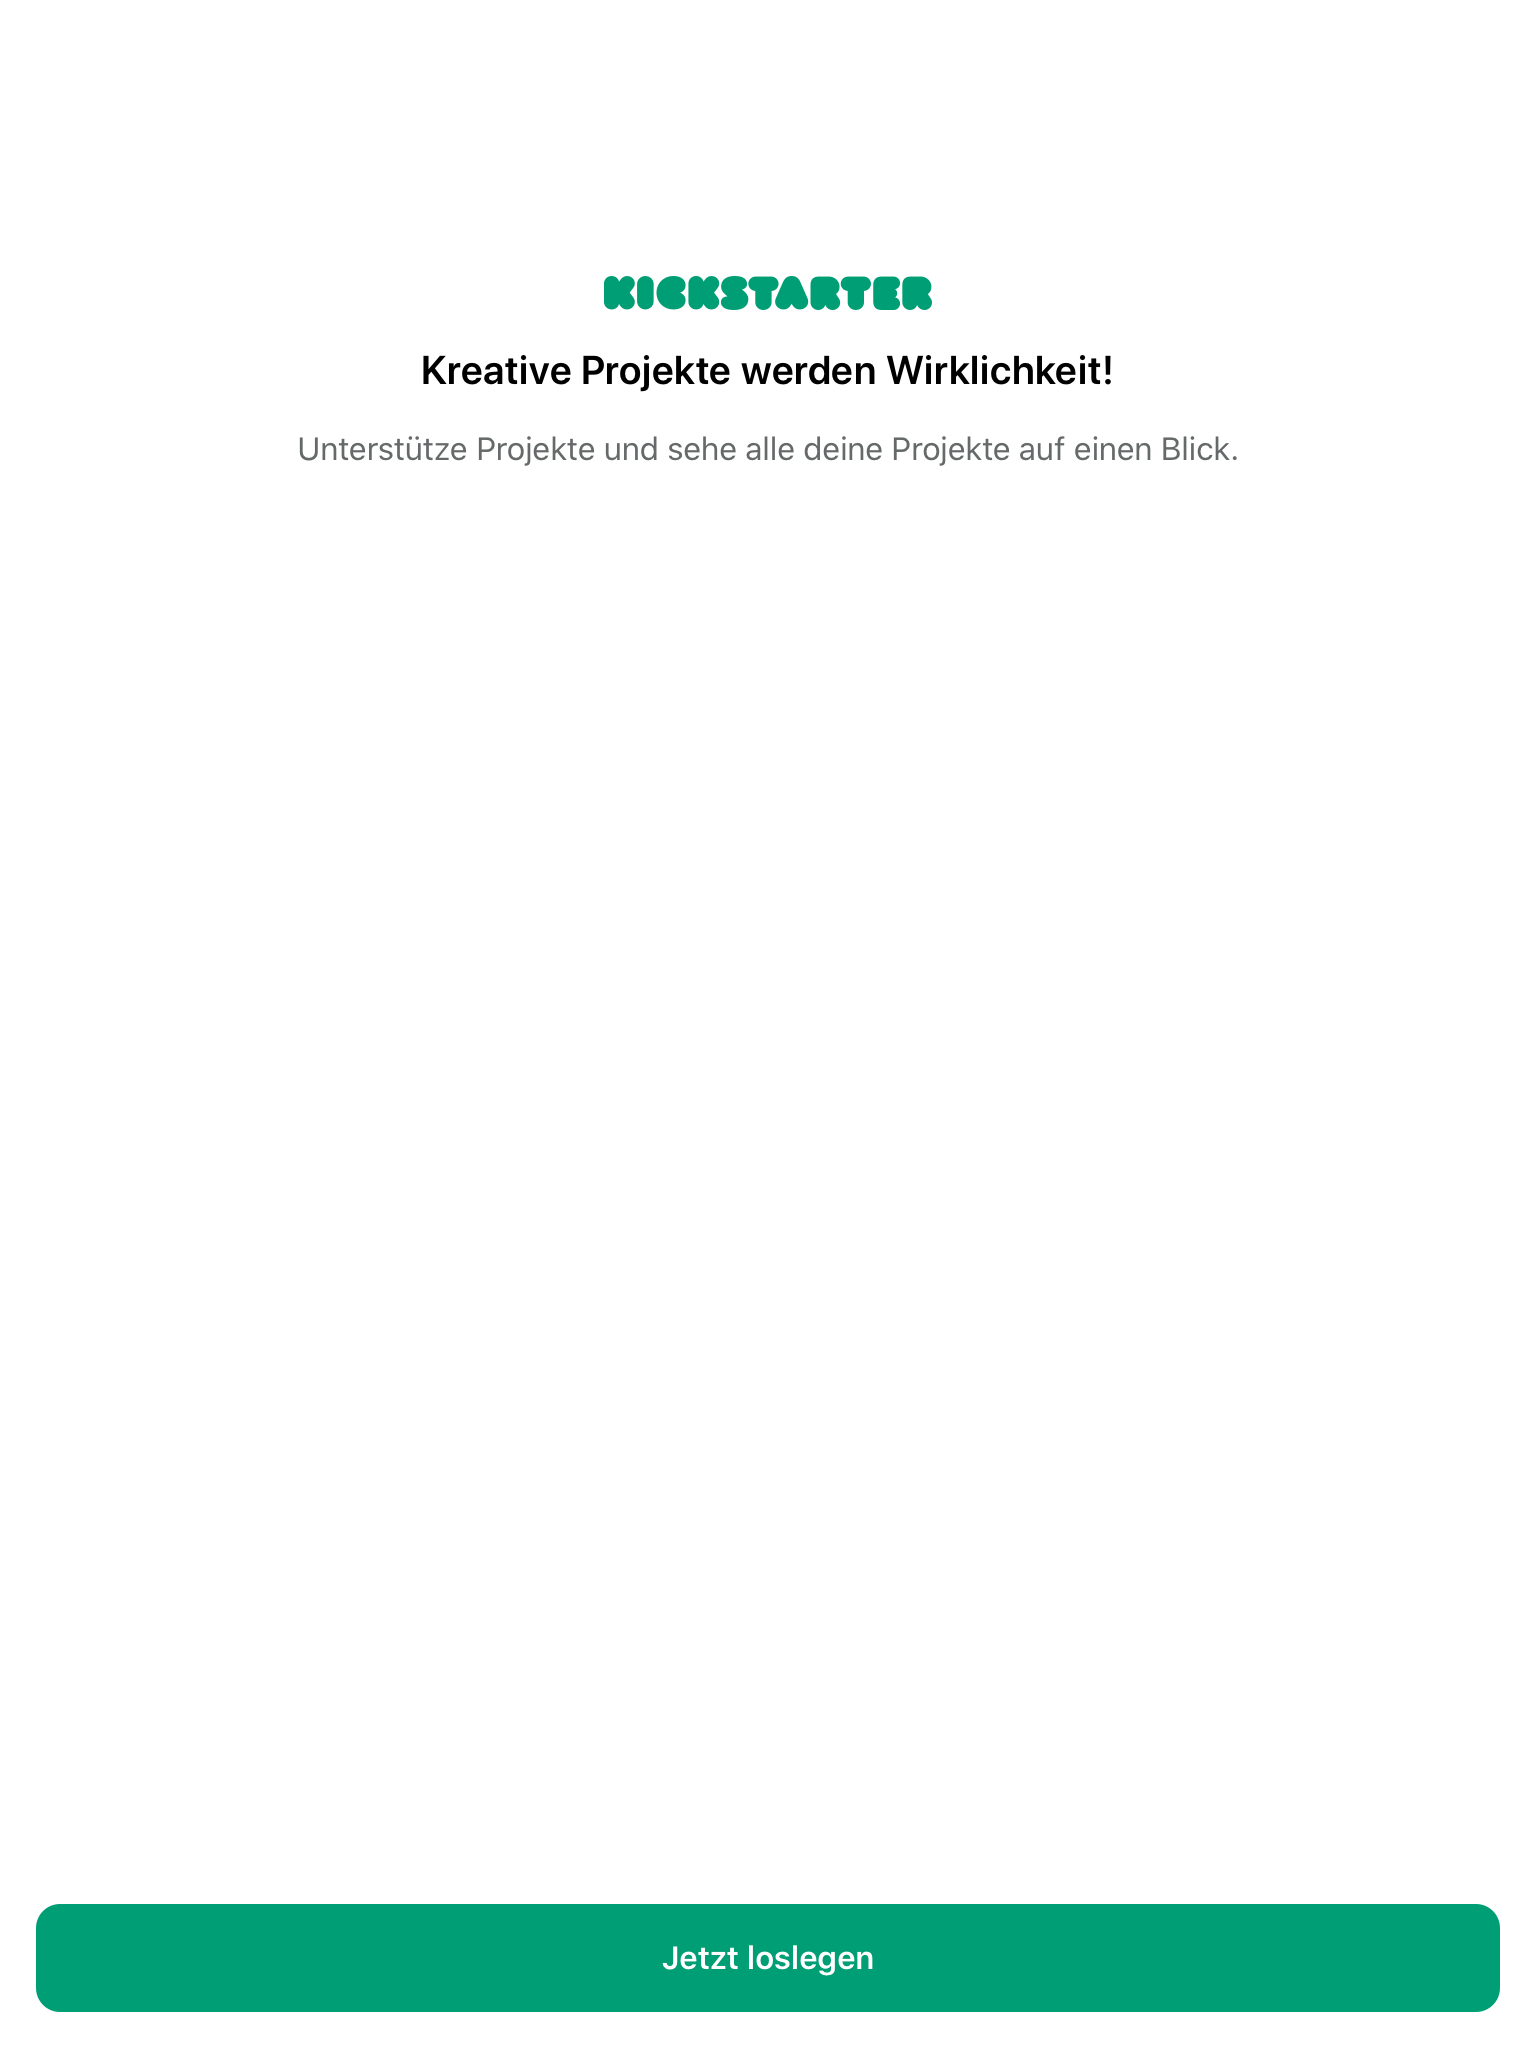 KICKSTARTER
Kreative Projekte werden Wirklichkeit!
Unterstütze Projekte und sehe alle deine Projekte auf einen Blick.
Jetzt loslegen